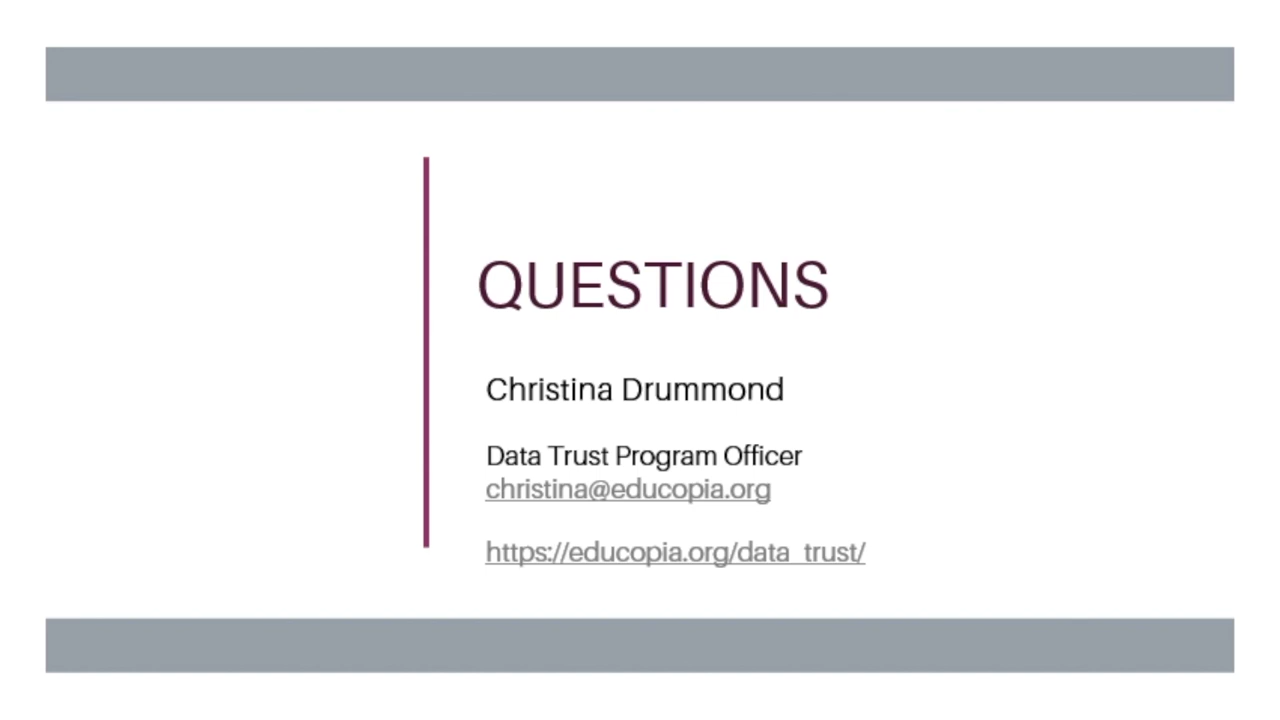 QUESTIONS
Christina Drummond
Data Trust Program Officer
christina@educopia.org
https://educopia.org/data_trust/